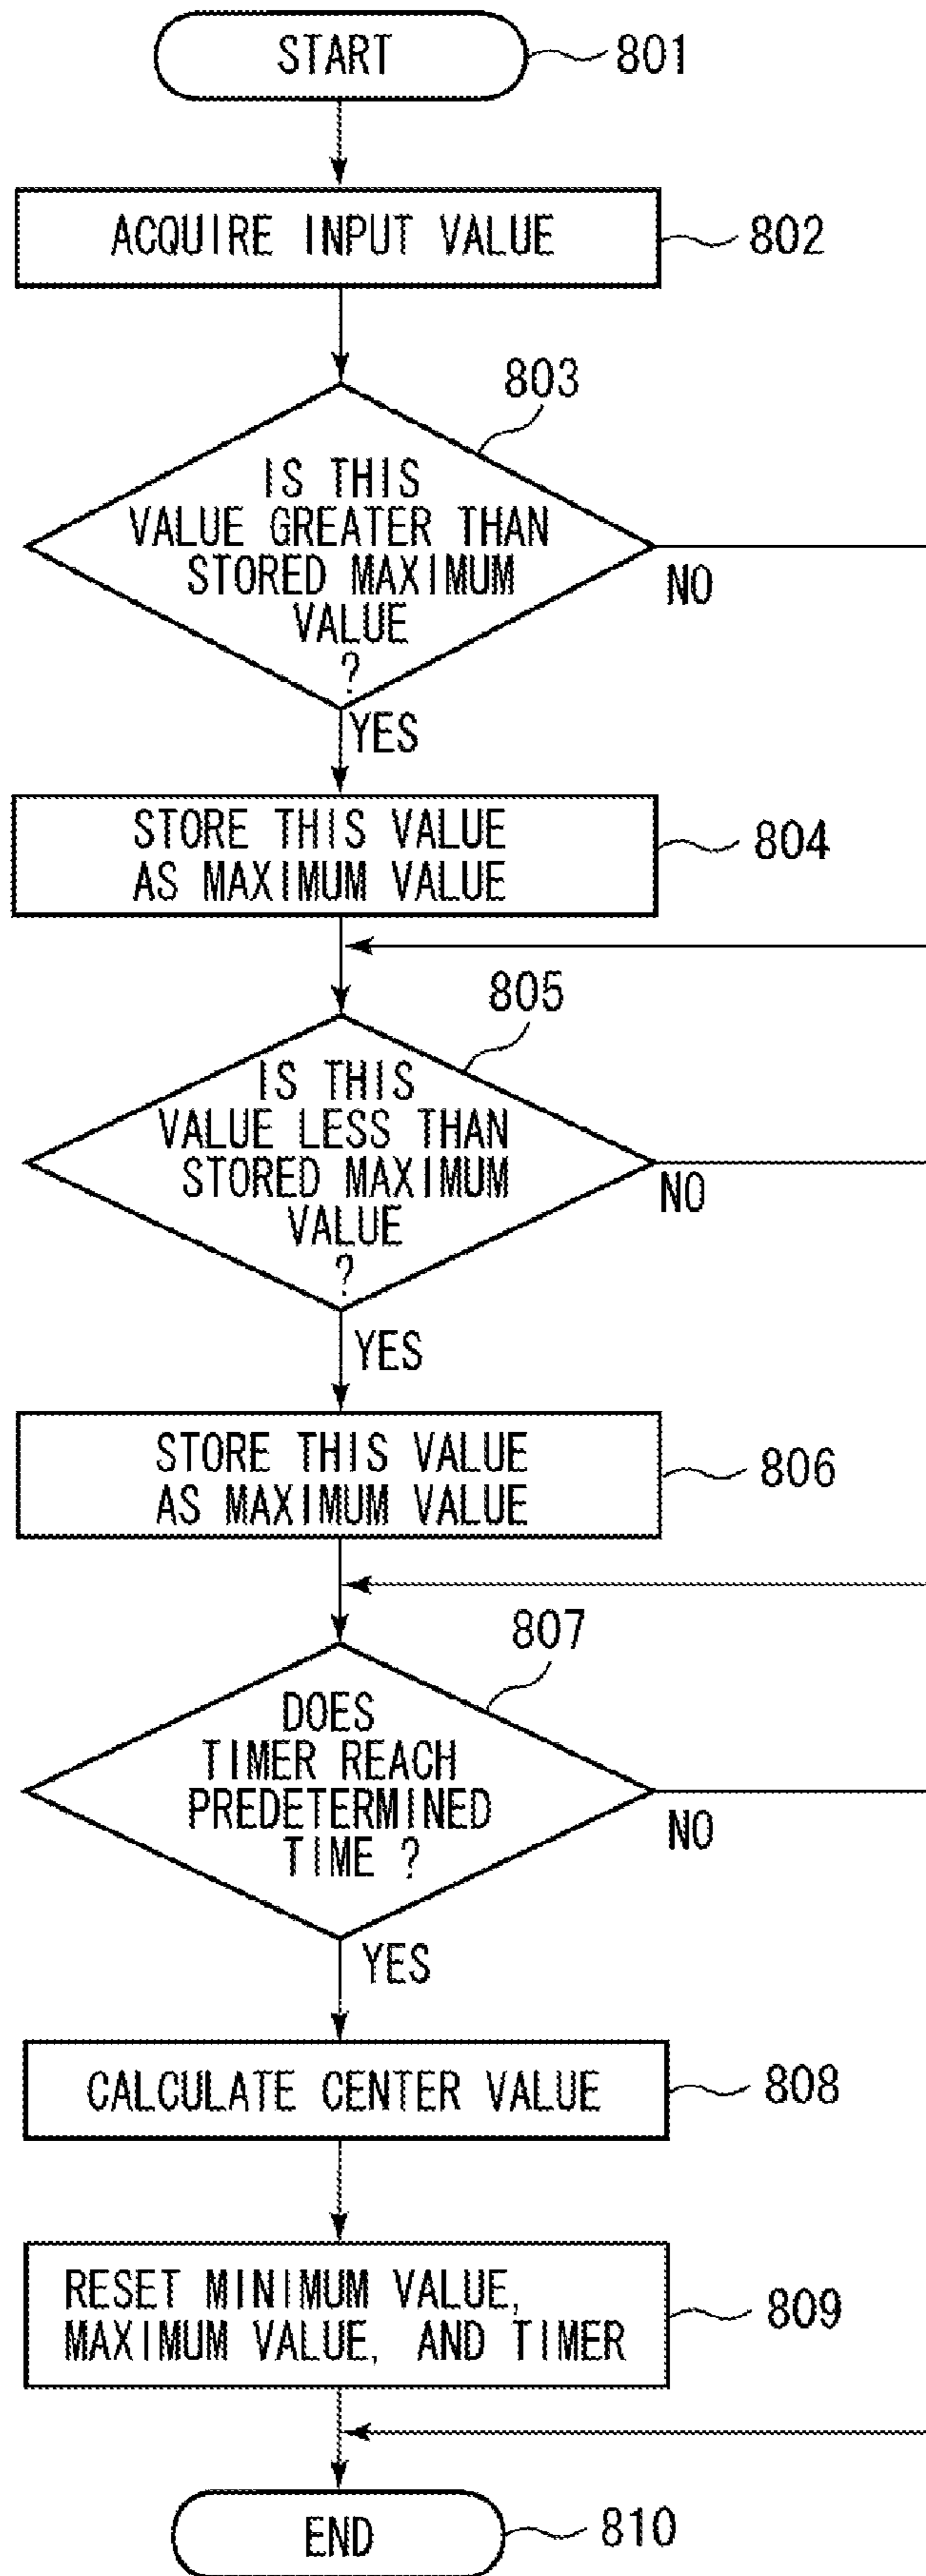 START
801
ACQUIRE INPUT VALUE
802
803
IS THIS
VALUE GREATER THAN
STORED MAXIMUM
VALUE
?
NO
YES
STORE THIS VALUE
AS MAXIMUM VALUE
804
805
IS THIS
VALUE LESS THAN
STORED MAXIMUM
VALUE
?
NO
YES
STORE THIS VALUE
AS MAXIMUM VALUE
806
807
DOES
TIMER REACH
PREDETERMINED
TIME ?
NO
YES
CALCULATE CENTER VALUE
808
RESET MINIMUM VALUE,
MAXIMUM VALUE, AND TIMER
809
END
810